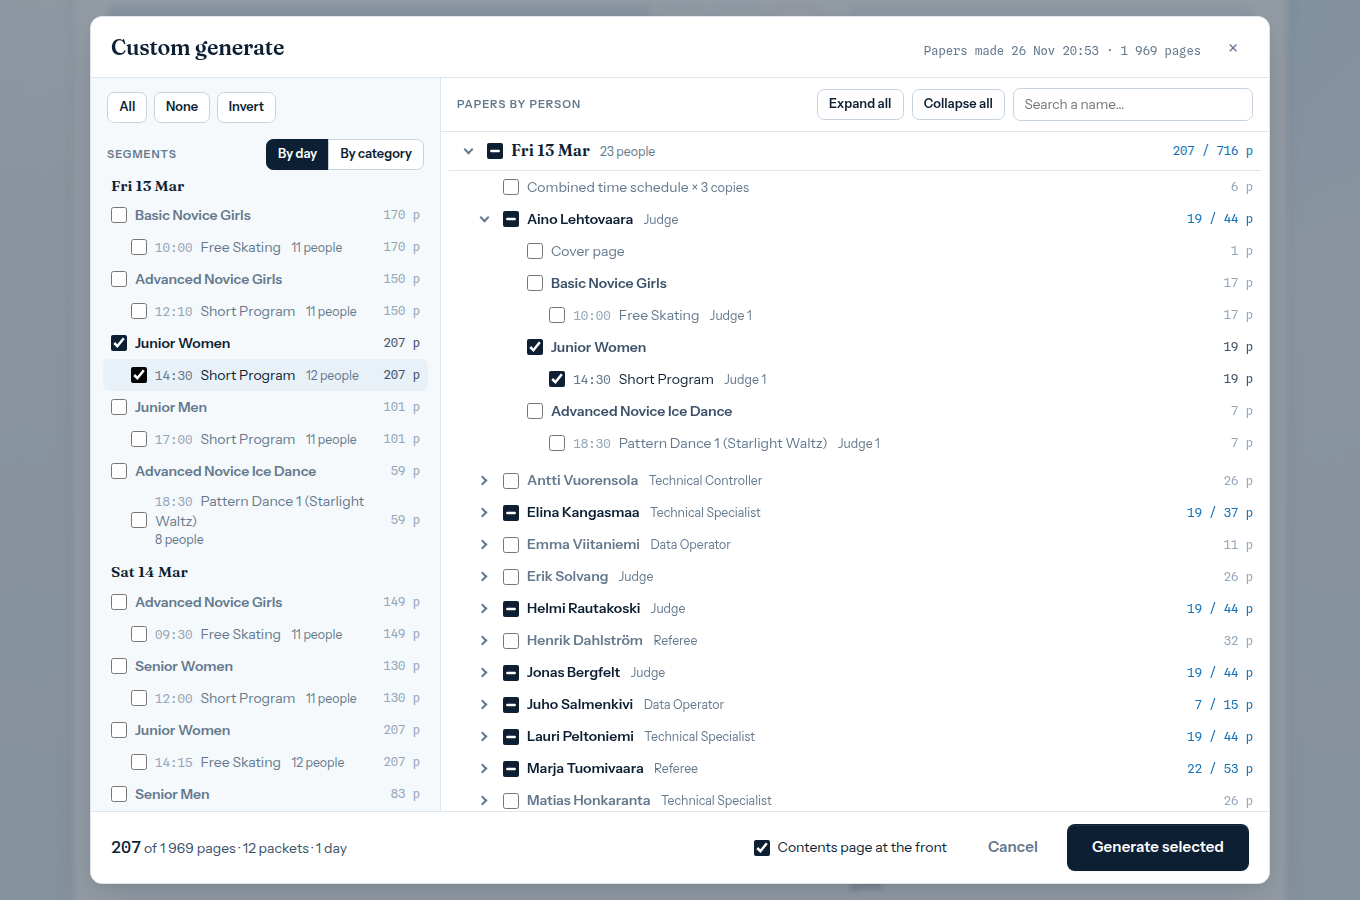 Custom generate
Papers made 26 Nov 20:53 · 1 969 pages
×
All
None
Invert
SEGMENTS
By day
By category
Fri 13 Mar
Basic Novice Girls 170 p
10:00 Free Skating 11 people 170 p
Advanced Novice Girls 150 p
12:10 Short Program 11 people 150 p
Junior Women 207 p
14:30 Short Program 12 people 207 p
Junior Men 101 p
17:00 Short Program 11 people 101 p
Advanced Novice Ice Dance 59 p
18:30 Pattern Dance 1 (Starlight
Waltz) 59 p
8 people
Sat 14 Mar
Advanced Novice Girls 149 p
09:30 Free Skating 11 people 149 p
Senior Women 130 p
12:00 Short Program 11 people 130 p
Junior Women 207 p
14:15 Free Skating 12 people 207 p
Senior Men 83 p
PAPERS BY PERSON
Expand all
Collapse all
Search a name...
Fri 13 Mar 23 people 207 / 716 p
Combined time schedule × 3 copies 6 p
Aino Lehtovaara Judge 19 / 44 p
Cover page 1 p
Basic Novice Girls 17 p
10:00 Free Skating Judge 1 17 p
Junior Women 19 p
14:30 Short Program Judge 1 19 p
Advanced Novice Ice Dance 7 p
18:30 Pattern Dance 1 (Starlight Waltz) Judge 1 7 p
Antti Vuorensola Technical Controller 26 p
Elina Kangasmaa Technical Specialist 19 / 37 p
Emma Viitaniemi Data Operator 11 p
Erik Solvang Judge 26 p
Helmi Rautakoski Judge 19 / 44 p
Henrik Dahlström Referee 32 p
Jonas Bergfelt Judge 19 / 44 p
Juho Salmenkivi Data Operator 7 / 15 p
Lauri Peltoniemi Technical Specialist 19 / 44 p
Marja Tuomivaara Referee 22 / 53 p
Matias Honkaranta Technical Specialist 26 p
207 of 1 969 pages · 12 packets · 1 day
Contents page at the front
Cancel
Generate selected